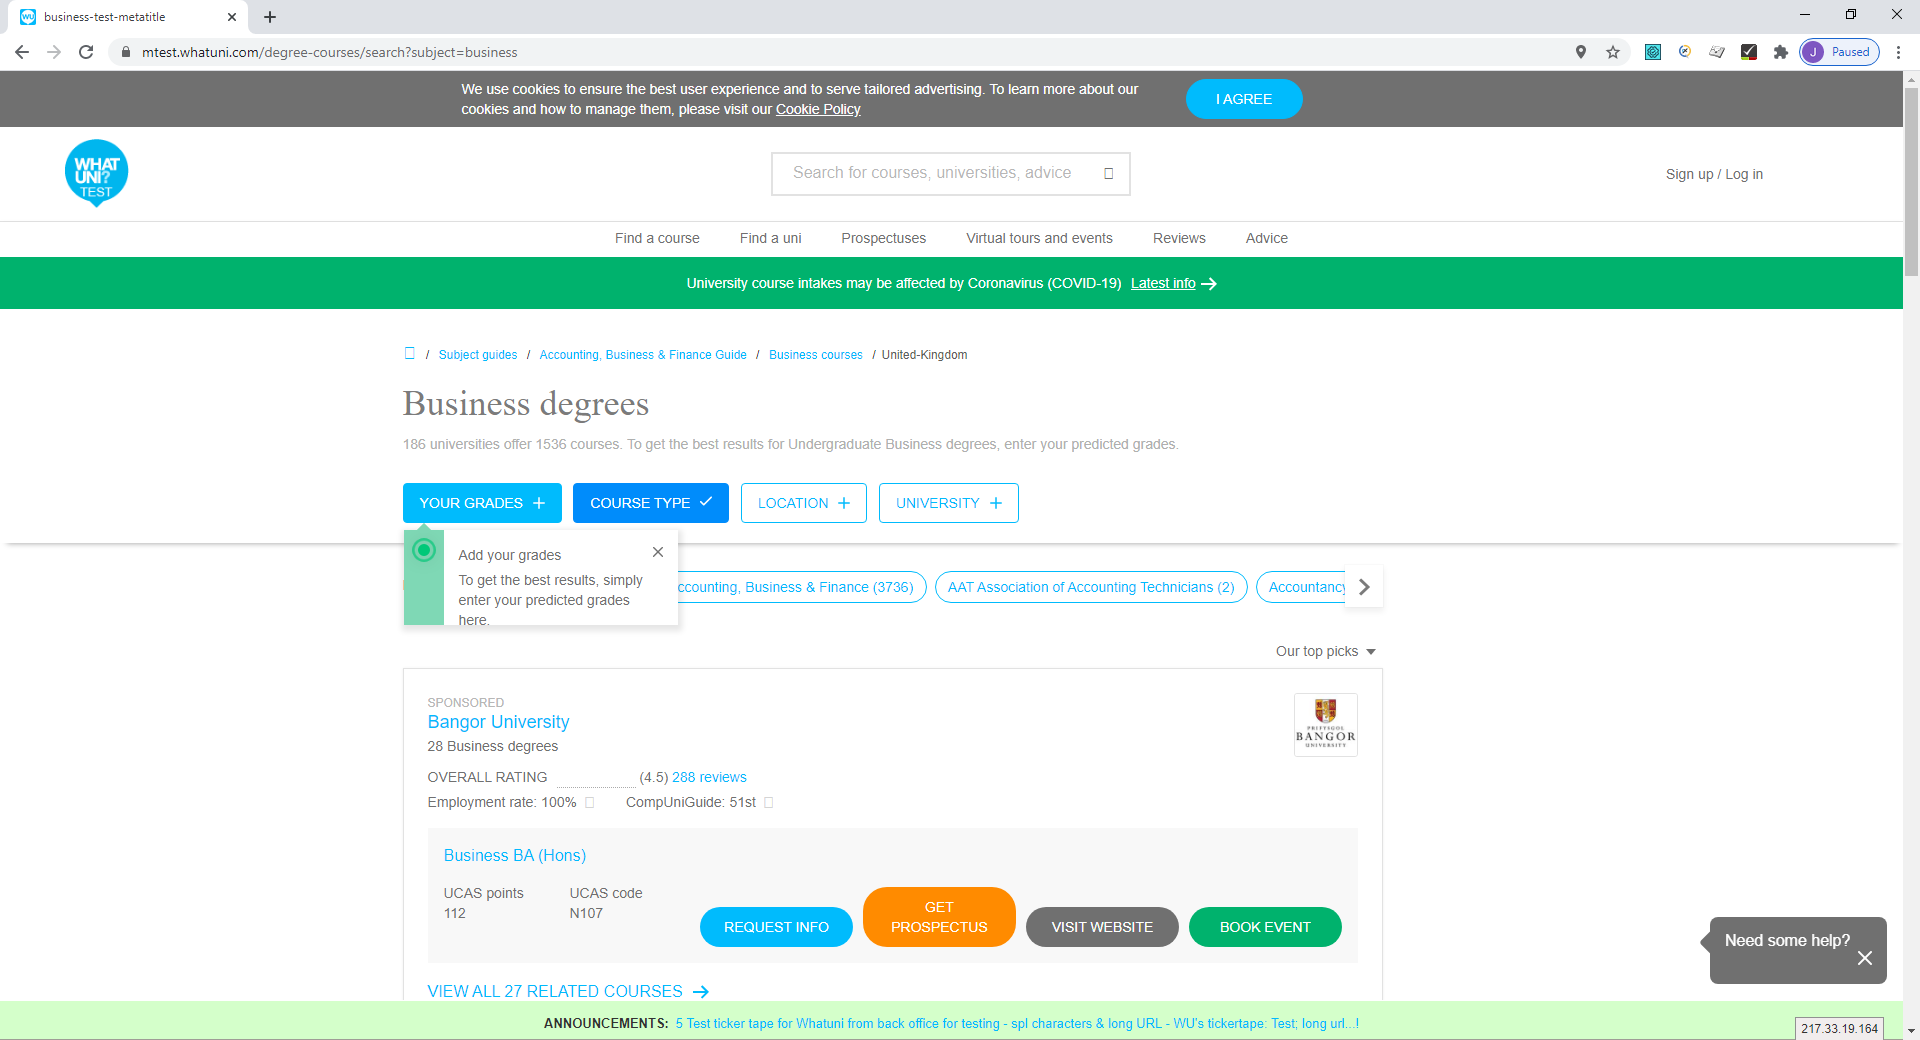 business-test-metatitle
mtest.whatuni.com/degree-courses/search?subject=business
J Paused
We use cookies to ensure the best user experience and to serve tailored advertising. To learn more about our
cookies and how to manage them, please visit our Cookie Policy
I AGREE
WHAT
UNI?
TEST
Search for courses, universities, advice
Sign up / Log in
Find a course Find a uni Prospectuses Virtual tours and events Reviews Advice
University course intakes may be affected by Coronavirus (COVID-19) Latest info
/ Subject guides / Accounting, Business & Finance Guide / Business courses / United-Kingdom
Business degrees
186 universities offer 1536 courses. To get the best results for Undergraduate Business degrees, enter your predicted grades.
YOUR GRADES COURSE TYPE LOCATION UNIVERSITY
Add your grades
To get the best results, simply
enter your predicted grades
here.
ccounting, Business & Finance (3736) AAT Association of Accounting Technicians (2) Accountancy
Our top picks
SPONSORED
Bangor University
28 Business degrees
PRIFYSGOL
BANGOR
UNIVERSITY
OVERALL RATING (4.5) 288 reviews
Employment rate: 100% CompUniGuide: 51st
Business BA (Hons)
UCAS points UCAS code
112 N107
REQUEST INFO
GET
PROSPECTUS
VISIT WEBSITE
BOOK EVENT
Need some help?
VIEW ALL 27 RELATED COURSES
ANNOUNCEMENTS: 5 Test ticker tape for Whatuni from back office for testing - spl characters & long URL - WU's tickertape: Test; long url...!
217.33.19.164